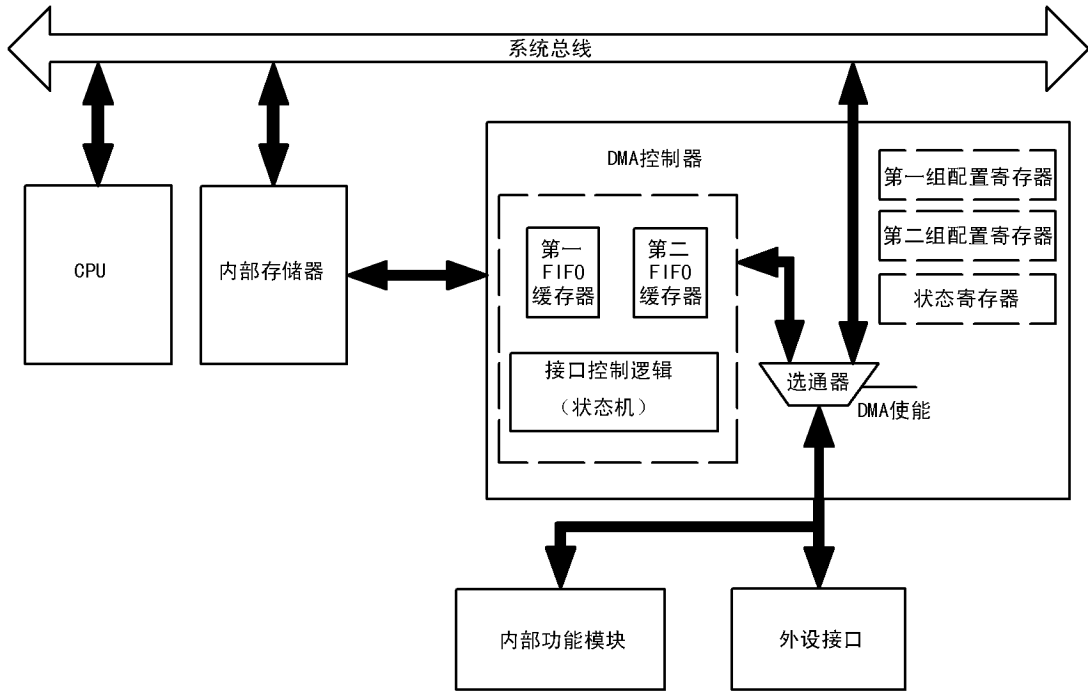 系统总线
DMA控制器
第一组配置寄存器
第二组配置寄存器
状态寄存器
CPU
内部存储器
第一
FIFO
缓存器
第二
FIFO
缓存器
接口控制逻辑
（状态机）
选通器
DMA使能
内部功能模块
外设接口